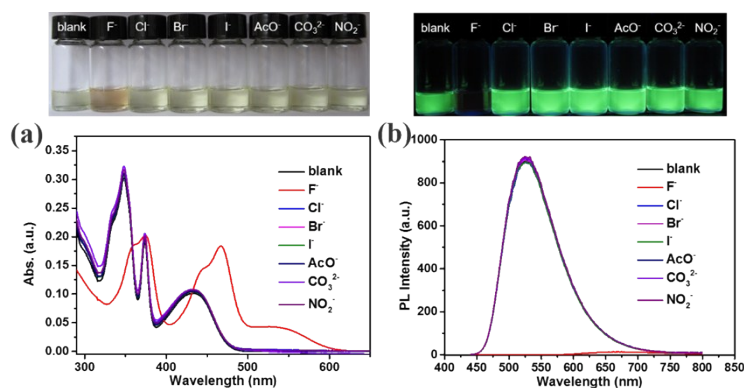 blank F⁻ Cl⁻ Br⁻ I⁻ AcO⁻ CO₃²⁻ NO₂⁻
blank F⁻ Cl⁻ Br⁻ I⁻ AcO⁻ CO₃²⁻ NO₂⁻
(a)
0.35
0.30
0.25
0.20
0.15
0.10
0.05
0.00
Abs. (a.u.)
blank
F⁻
Cl⁻
Br⁻
I⁻
AcO⁻
CO₃²⁻
NO₂⁻
300 400 500 600
Wavelength (nm)
(b)
1000
800
600
400
200
0
PL Intensity (a.u.)
blank
F⁻
Cl⁻
Br⁻
I⁻
AcO⁻
CO₃²⁻
NO₂⁻
400 450 500 550 600 650 700 750 800 850
Wavelength (nm)